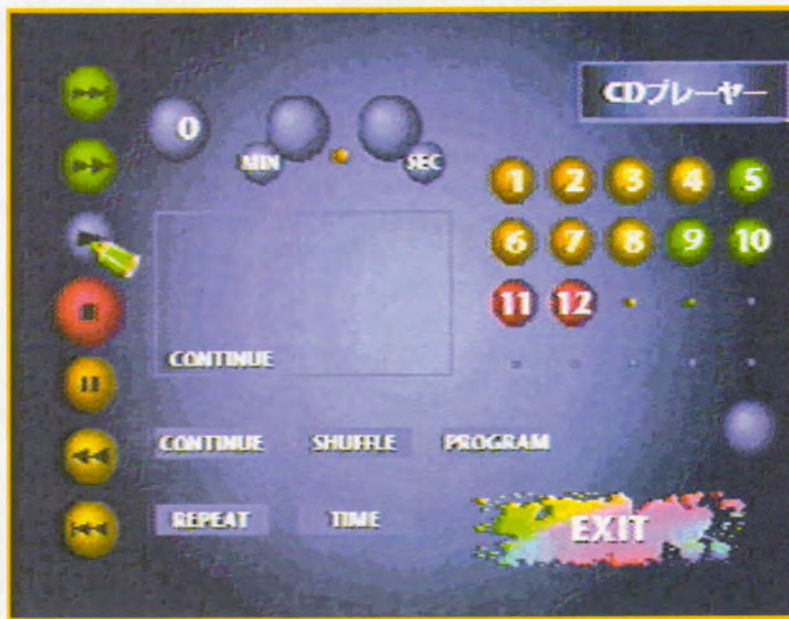 CDプレーヤー
0
MIN SEC
1 2 3 4 5
6 7 8 9 10
11 12
CONTINUE
CONTINUE SHUFFLE PROGRAM
REPEAT TIME
EXIT